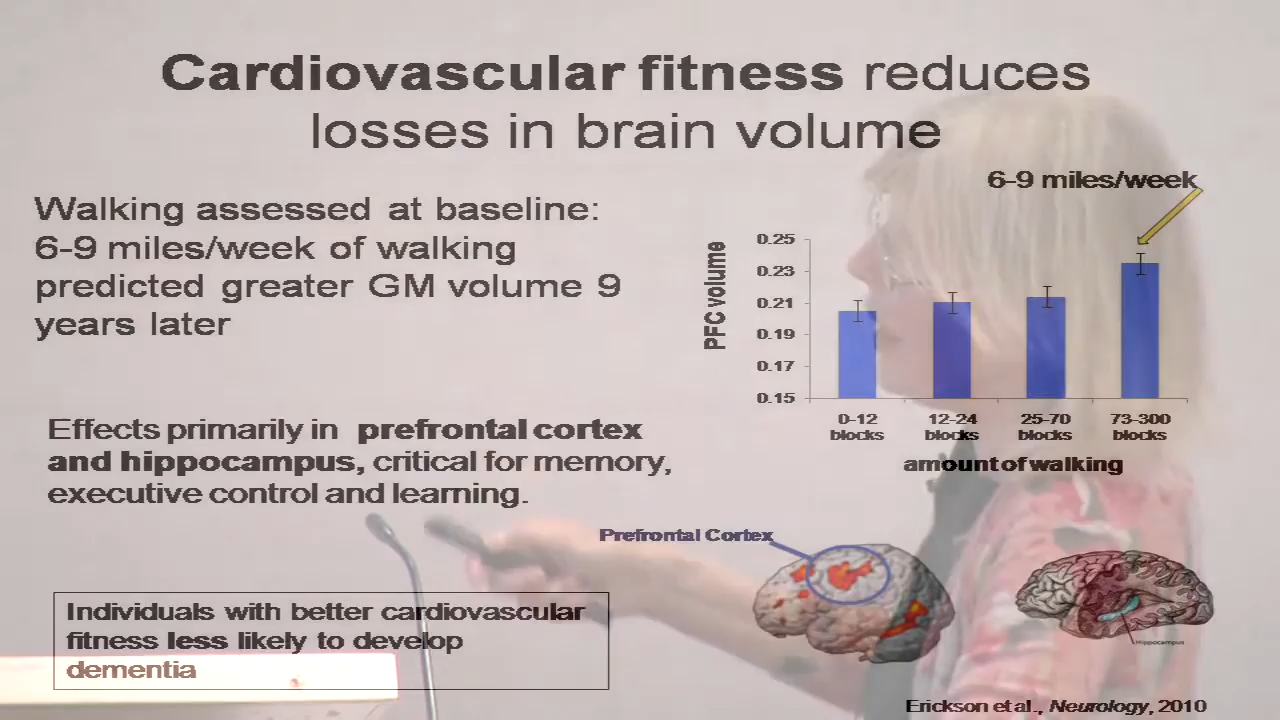 Cardiovascular fitness reduces
losses in brain volume
Walking assessed at baseline:
6-9 miles/week of walking
predicted greater GM volume 9
years later
Effects primarily in prefrontal cortex
and hippocampus, critical for memory,
executive control and learning.
Individuals with better cardiovascular
fitness less likely to develop
dementia
6-9 miles/week
PFC volume
0.25
0.23
0.21
0.19
0.17
0.15
0-12 12-24 25-70 73-300
blocks blocks blocks blocks
amount of walking
Prefrontal Cortex
Hippocampus
Erickson et al., Neurology, 2010